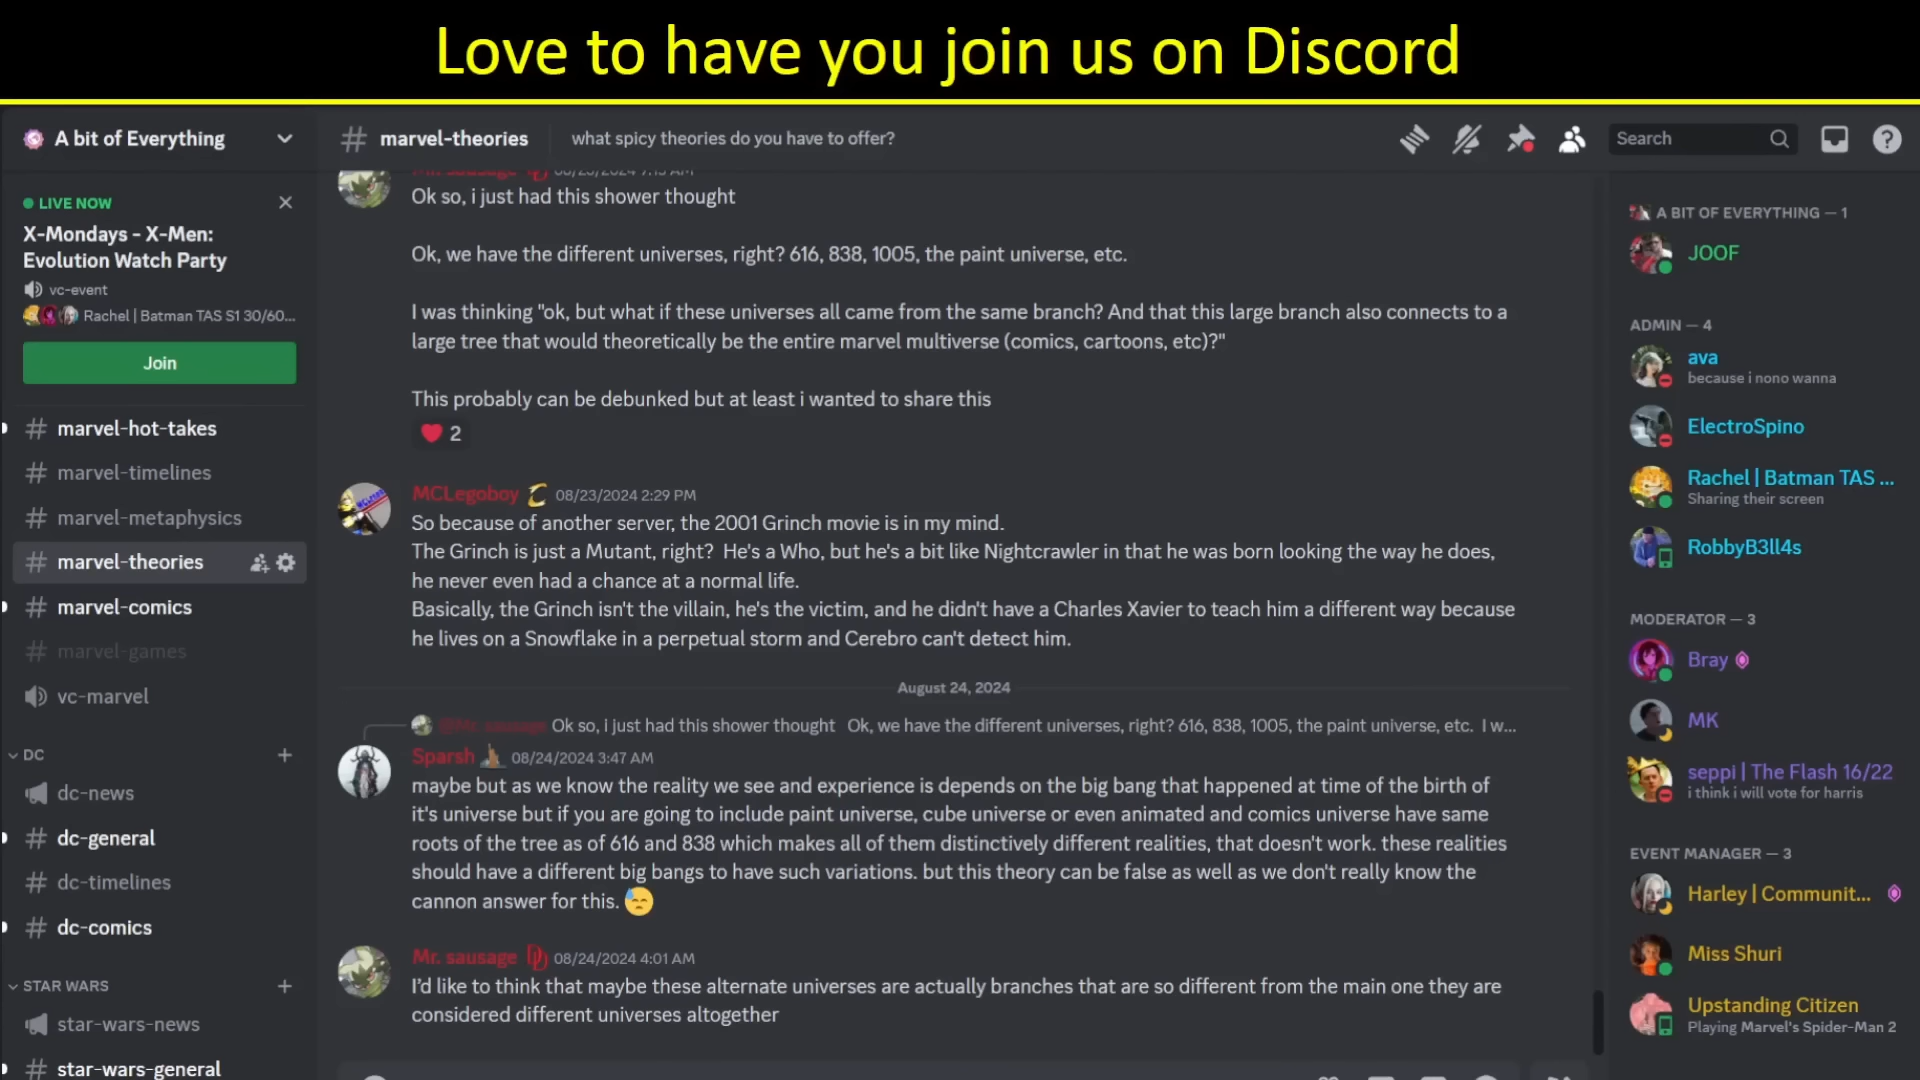 Love to have you join us on Discord
A bit of Everything
LIVE NOW
X-Mondays - X-Men:
Evolution Watch Party
vc-event
Rachel | Batman TAS S1 30/60...
Join
marvel-hot-takes
marvel-timelines
marvel-metaphysics
marvel-theories
marvel-comics
marvel-games
vc-marvel
DC
dc-news
dc-general
dc-timelines
dc-comics
STAR WARS
star-wars-news
star-wars-general
# marvel-theories what spicy theories do you have to offer?
Search
Ok so, i just had this shower thought
Ok, we have the different universes, right? 616, 838, 1005, the paint universe, etc.
I was thinking "ok, but what if these universes all came from the same branch? And that this large branch also connects to a
large tree that would theoretically be the entire marvel multiverse (comics, cartoons, etc)?"
This probably can be debunked but at least i wanted to share this
2
MCLegoboy 08/23/2024 2:29 PM
So because of another server, the 2001 Grinch movie is in my mind.
The Grinch is just a Mutant, right? He's a Who, but he's a bit like Nightcrawler in that he was born looking the way he does,
he never even had a chance at a normal life.
Basically, the Grinch isn't the villain, he's the victim, and he didn't have a Charles Xavier to teach him a different way because
he lives on a Snowflake in a perpetual storm and Cerebro can't detect him.
August 24, 2024
Ok so, i just had this shower thought Ok, we have the different universes, right? 616, 838, 1005, the paint universe, etc. I w...
Sparsh 08/24/2024 3:47 AM
maybe but as we know the reality we see and experience is depends on the big bang that happened at time of the birth of
it's universe but if you are going to include paint universe, cube universe or even animated and comics universe have same
roots of the tree as of 616 and 838 which makes all of them distinctively different realities, that doesn't work. these realities
should have a different big bangs to have such variations. but this theory can be false as well as we don't really know the
cannon answer for this.
Mr. sausage 08/24/2024 4:01 AM
I'd like to think that maybe these alternate universes are actually branches that are so different from the main one they are
considered different universes altogether
A BIT OF EVERYTHING — 1
JOOF
ADMIN — 4
ava
because i nono wanna
ElectroSpino
Rachel | Batman TAS ...
Sharing their screen
RobbyB3ll4s
MODERATOR — 3
Bray
MK
seppi | The Flash 16/22
i think i will vote for harris
EVENT MANAGER — 3
Harley | Communit...
Miss Shuri
Upstanding Citizen
Playing Marvel's Spider-Man 2